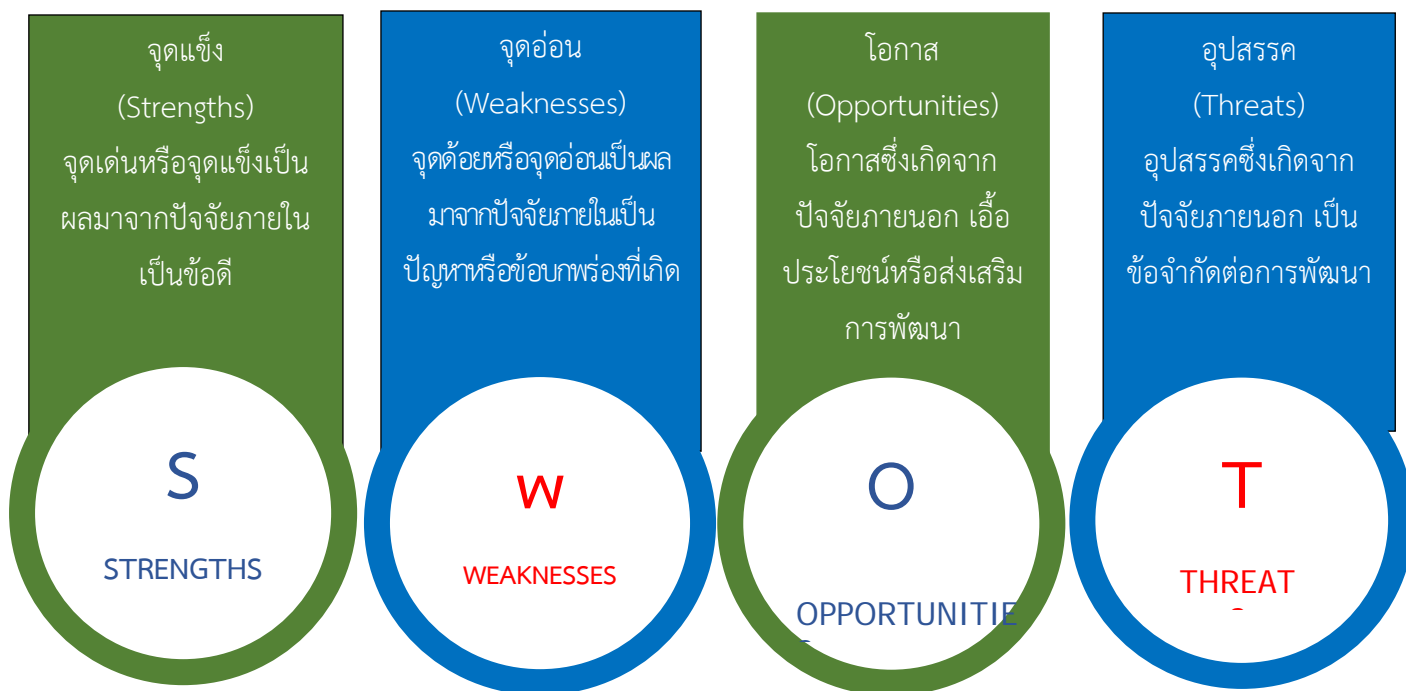 จุดแข็ง
(Strengths)
จุดเด่นหรือจุดแข็งเป็น
ผลมาจากปัจจัยภายใน
เป็นข้อดี
S
STRENGTHS
จุดอ่อน
(Weaknesses)
จุดด้อยหรือจุดอ่อนเป็นผล
มาจากปัจจัยภายในเป็น
ปัญหาหรือข้อบกพร่องที่เกิด
w
WEAKNESSES
โอกาส
(Opportunities)
โอกาสซึ่งเกิดจาก
ปัจจัยภายนอก เอื้อ
ประโยชน์หรือส่งเสริม
การพัฒนา
O
OPPORTUNITIE
S
อุปสรรค
(Threats)
อุปสรรคซึ่งเกิดจาก
ปัจจัยภายนอก เป็น
ข้อจำกัดต่อการพัฒนา
T
THREAT
S